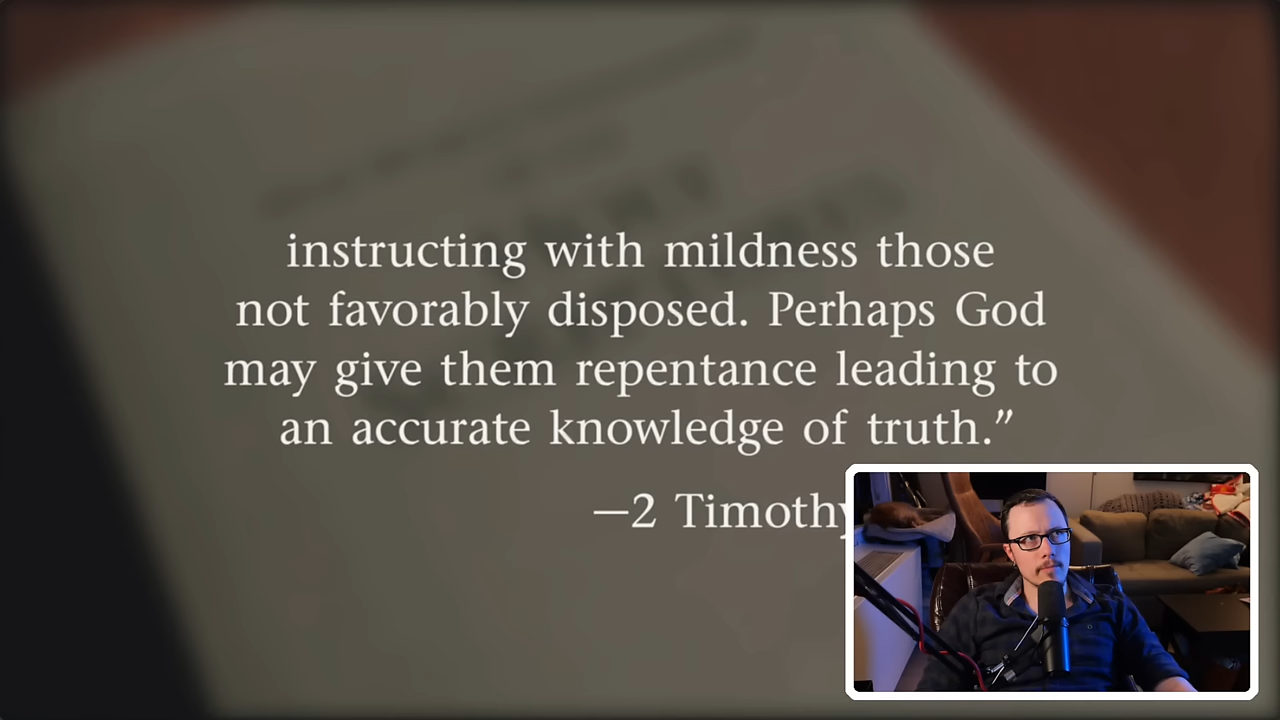 instructing with mildness those
not favorably disposed. Perhaps God
may give them repentance leading to
an accurate knowledge of truth.”
—2 Timothy